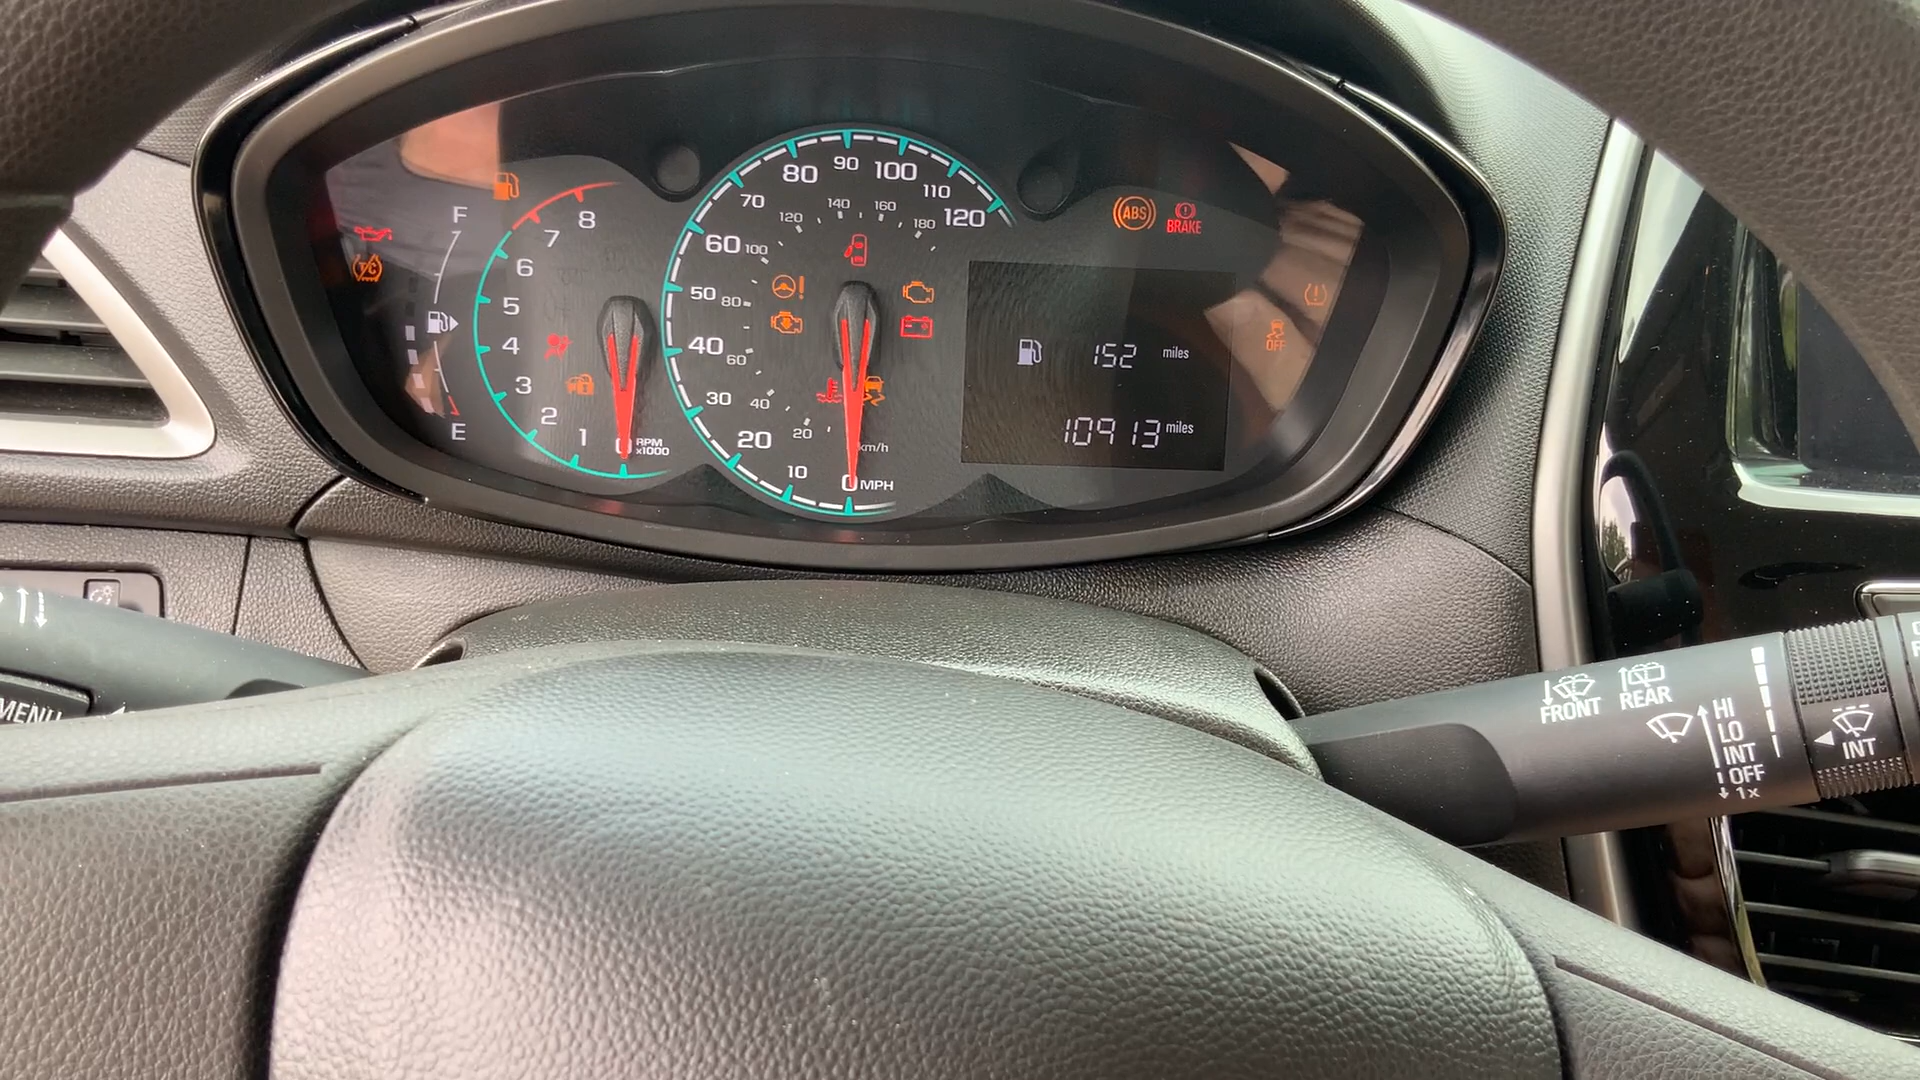 F
E
T/C
8
7
6
5
4
3
2
1
0
RPM
x1000
120
110
100
90
80
70
60
50
40
30
20
10
0 MPH
180
160
140
120
100
80
60
40
20
km/h
ABS
BRAKE
OFF
152 miles
10913 miles
MENU
FRONT
REAR
HI
LO
INT
OFF
1x
INT